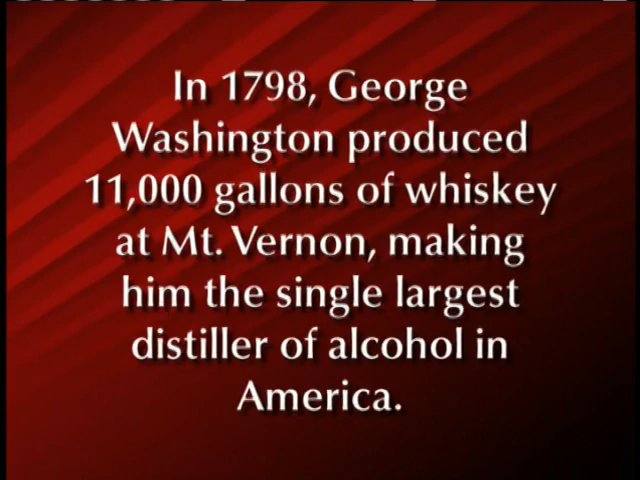 In 1798, George
Washington produced
11,000 gallons of whiskey
at Mt. Vernon, making
him the single largest
distiller of alcohol in
America.